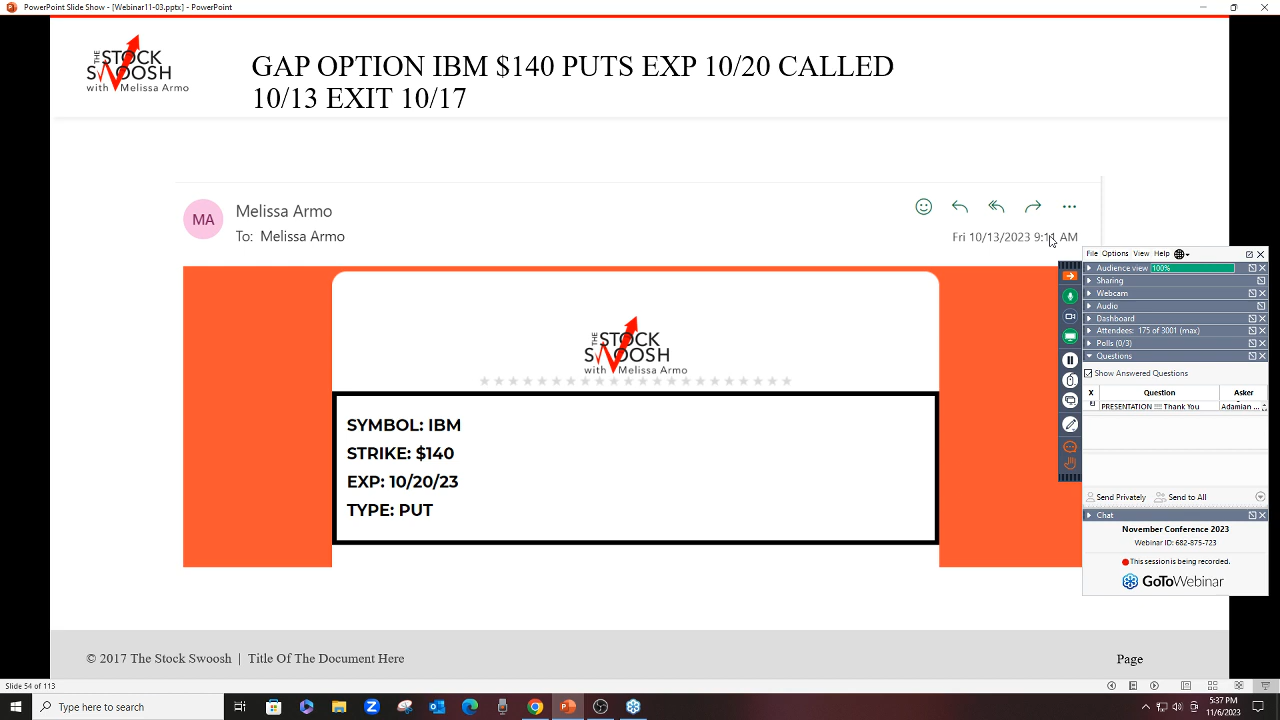 PowerPoint Slide Show - [Webinar11-03.pptx] - PowerPoint
THE STOCK SWOOSH
with Melissa Armo
GAP OPTION IBM $140 PUTS EXP 10/20 CALLED
10/13 EXIT 10/17
MA
Melissa Armo
To: Melissa Armo
Fri 10/13/2023 9:11 AM
THE STOCK SWOOSH
with Melissa Armo
SYMBOL: IBM
STRIKE: $140
EXP: 10/20/23
TYPE: PUT
File Options View Help
Audience view 100%
Sharing
Webcam
Audio
Dashboard
Attendees: 175 of 3001 (max)
Polls (0/3)
Questions
Show Answered Questions
X Question Asker
PRESENTATION Thank You Adamian ...
Send Privately Send to All
Chat
November Conference 2023
Webinar ID: 682-875-723
This session is being recorded.
GoToWebinar
© 2017 The Stock Swoosh | Title Of The Document Here
Page
Slide 54 of 113
Type here to search
5:37 PM
11/6/2023